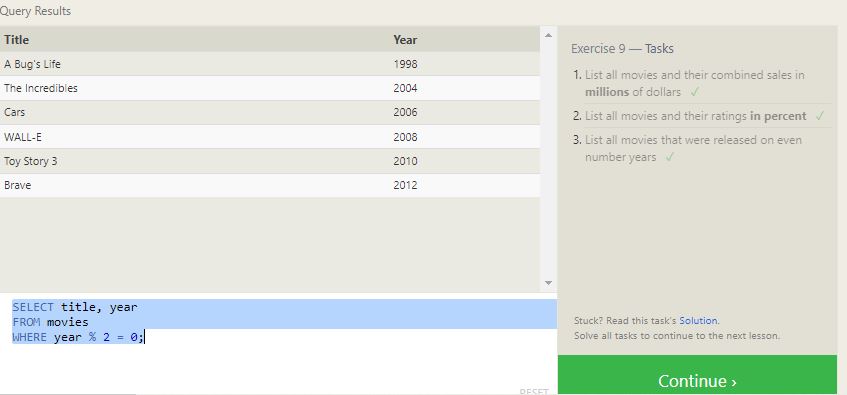 Query Results
Title Year
A Bug's Life 1998
The Incredibles 2004
Cars 2006
WALL-E 2008
Toy Story 3 2010
Brave 2012
SELECT title, year
FROM movies
WHERE year % 2 = 0;
RESET
Exercise 9 — Tasks
1. List all movies and their combined sales in
millions of dollars ✓
2. List all movies and their ratings in percent ✓
3. List all movies that were released on even
number years ✓
Stuck? Read this task's Solution.
Solve all tasks to continue to the next lesson.
Continue ›